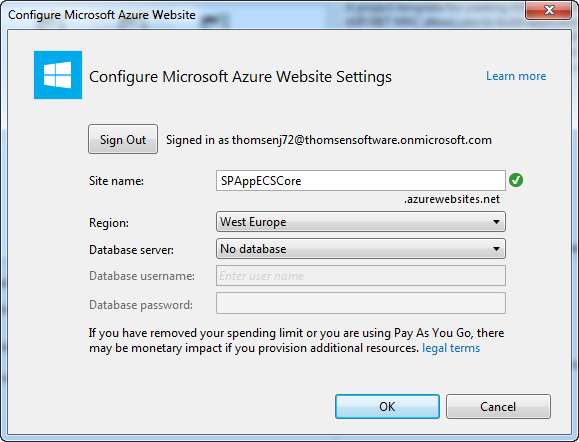 Configure Microsoft Azure Website
Configure Microsoft Azure Website Settings
Learn more
Sign Out
Signed in as thomsenj72@thomsensoftware.onmicrosoft.com
Site name:
SPAppECSCore
.azurewebsites.net
Region:
West Europe
Database server:
No database
Database username:
Enter user name
Database password:
If you have removed your spending limit or you are using Pay As You Go, there
may be monetary impact if you provision additional resources. legal terms
OK
Cancel